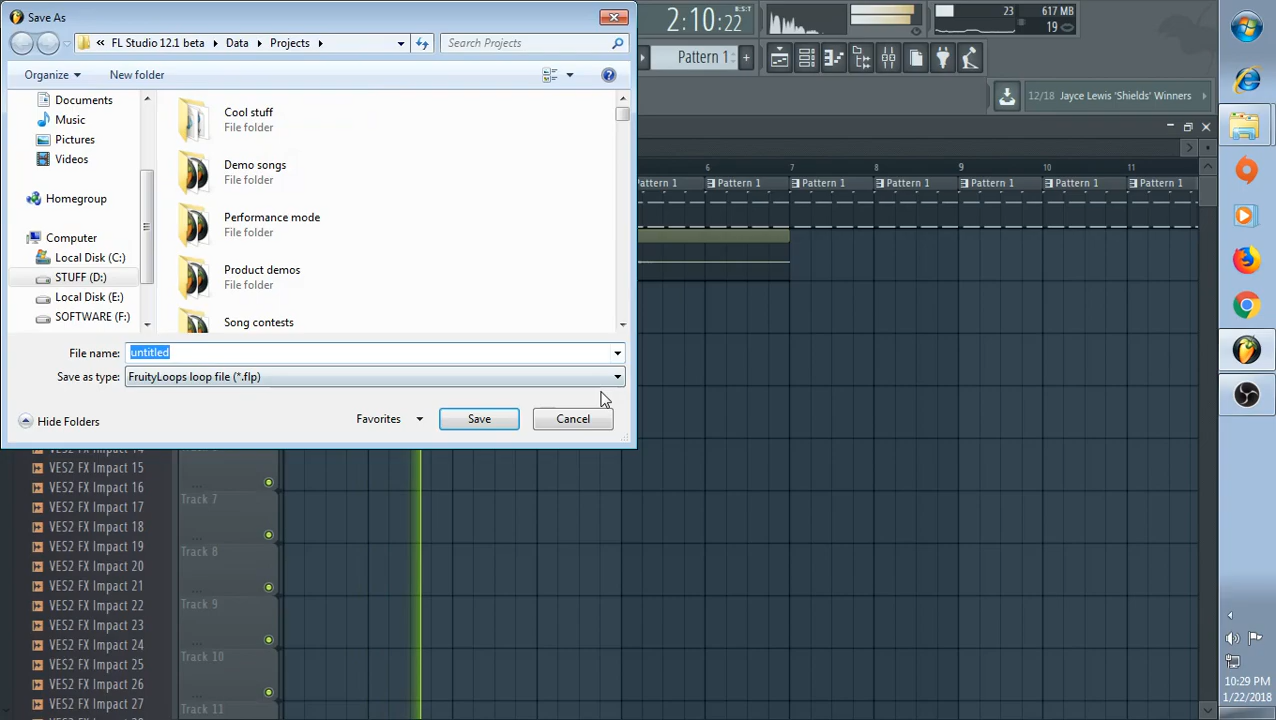 Save As
2:10:22 B:S:T
23
617 MB
19
FL Studio 12.1 beta
Data
Projects
Search Projects
Pattern 1
Organize
New folder
12/18 Jayce Lewis 'Shields' Winners
Documents
Music
Pictures
Videos
Homegroup
Computer
Local Disk (C:)
STUFF (D:)
Local Disk (E:)
SOFTWARE (F:)
Cool stuff
File folder
Demo songs
File folder
Performance mode
File folder
Product demos
File folder
Song contests
6 7 8 9 10 11
Pattern 1 Pattern 1 Pattern 1 Pattern 1 Pattern 1 Pattern 1 Pattern 1
File name: untitled
Save as type: FruityLoops loop file (*.flp)
Hide Folders
Favorites
Save
Cancel
VES2 FX Impact 14
VES2 FX Impact 15
VES2 FX Impact 16
VES2 FX Impact 17
VES2 FX Impact 18
VES2 FX Impact 19
VES2 FX Impact 20
VES2 FX Impact 21
VES2 FX Impact 22
VES2 FX Impact 23
VES2 FX Impact 24
VES2 FX Impact 25
VES2 FX Impact 26
VES2 FX Impact 27
Track 7
Track 8
Track 9
Track 10
Track 11
10:29 PM
1/22/2018